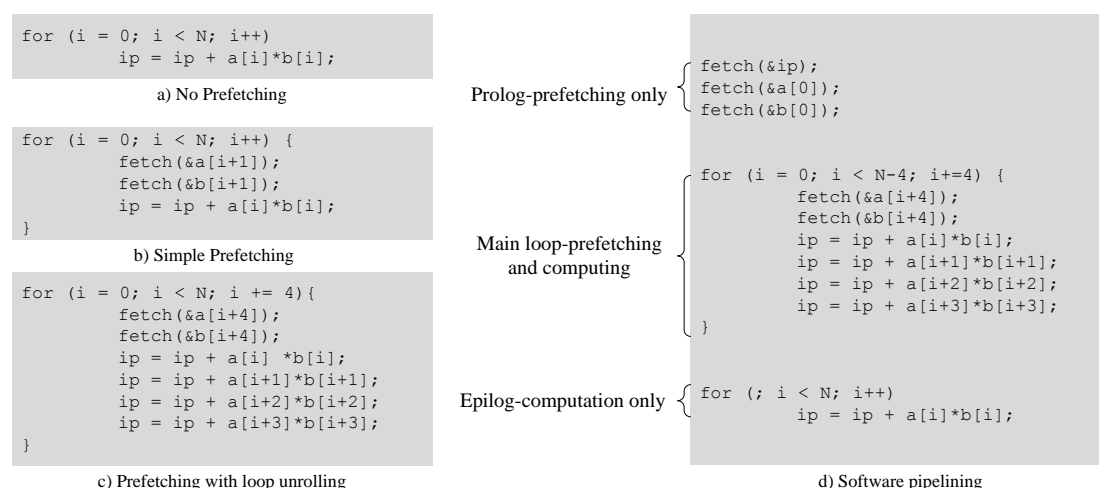 for (i = 0; i < N; i++)
ip = ip + a[i]*b[i];
a) No Prefetching
for (i = 0; i < N; i++) {
fetch(&a[i+1]);
fetch(&b[i+1]);
ip = ip + a[i]*b[i];
}
b) Simple Prefetching
for (i = 0; i < N; i += 4){
fetch(&a[i+4]);
fetch(&b[i+4]);
ip = ip + a[i] *b[i];
ip = ip + a[i+1]*b[i+1];
ip = ip + a[i+2]*b[i+2];
ip = ip + a[i+3]*b[i+3];
}
c) Prefetching with loop unrolling
Prolog-prefetching only
fetch(&ip);
fetch(&a[0]);
fetch(&b[0]);
Main loop-prefetching
and computing
for (i = 0; i < N-4; i+=4) {
fetch(&a[i+4]);
fetch(&b[i+4]);
ip = ip + a[i]*b[i];
ip = ip + a[i+1]*b[i+1];
ip = ip + a[i+2]*b[i+2];
ip = ip + a[i+3]*b[i+3];
}
Epilog-computation only
for (; i < N; i++)
ip = ip + a[i]*b[i];
d) Software pipelining